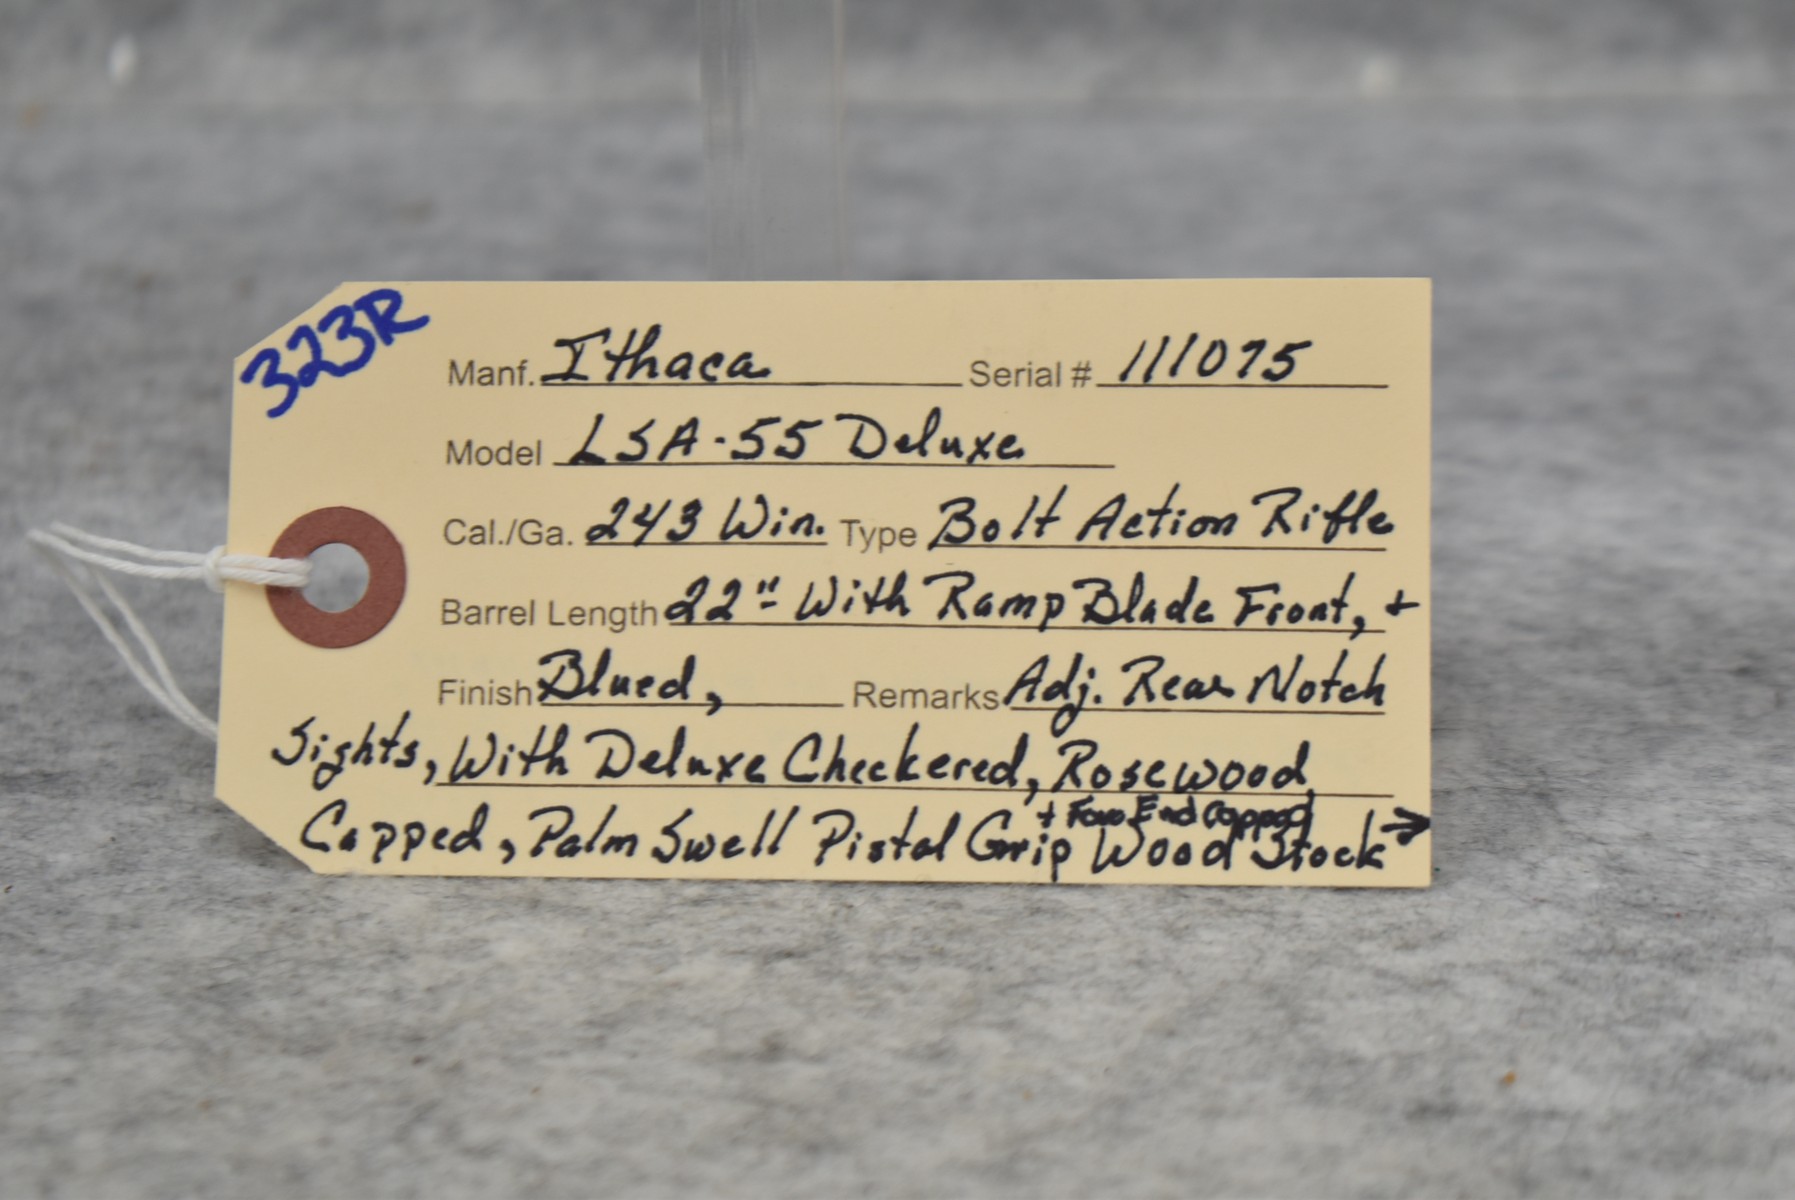 323R
Manf. Ithaca Serial # 111075
Model LSA-55 Deluxe
Cal./Ga. 243 Win. Type Bolt Action Rifle
Barrel Length 22" With Ramp Blade Front, +
Finish Blued, Remarks Adj. Rear Notch
Sights, With Deluxe Checkered, Rosewood
+ Fore End Capped
Capped, Palm Swell Pistol Grip Wood Stock →